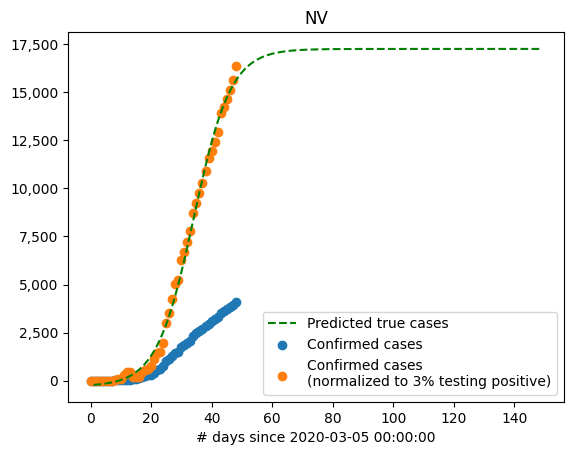 NV
17,500
15,000
12,500
10,000
7,500
5,000
2,500
0
Predicted true cases
Confirmed cases
Confirmed cases
(normalized to 3% testing positive)
0 20 40 60 80 100 120 140
# days since 2020-03-05 00:00:00